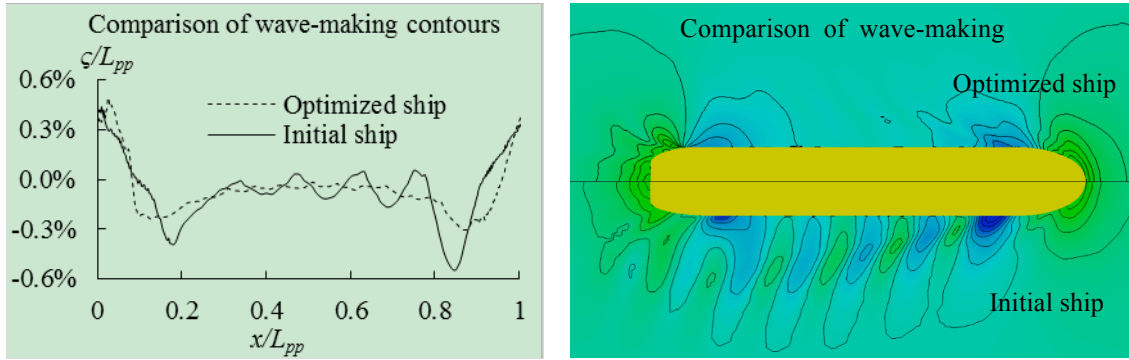 Comparison of wave-making contours
ς/Lpp
0.6%
0.3%
0.0%
-0.3%
-0.6%
Optimized ship
Initial ship
0 0.2 0.4 0.6 0.8 1
x/Lpp
Comparison of wave-making
Optimized ship
Initial ship